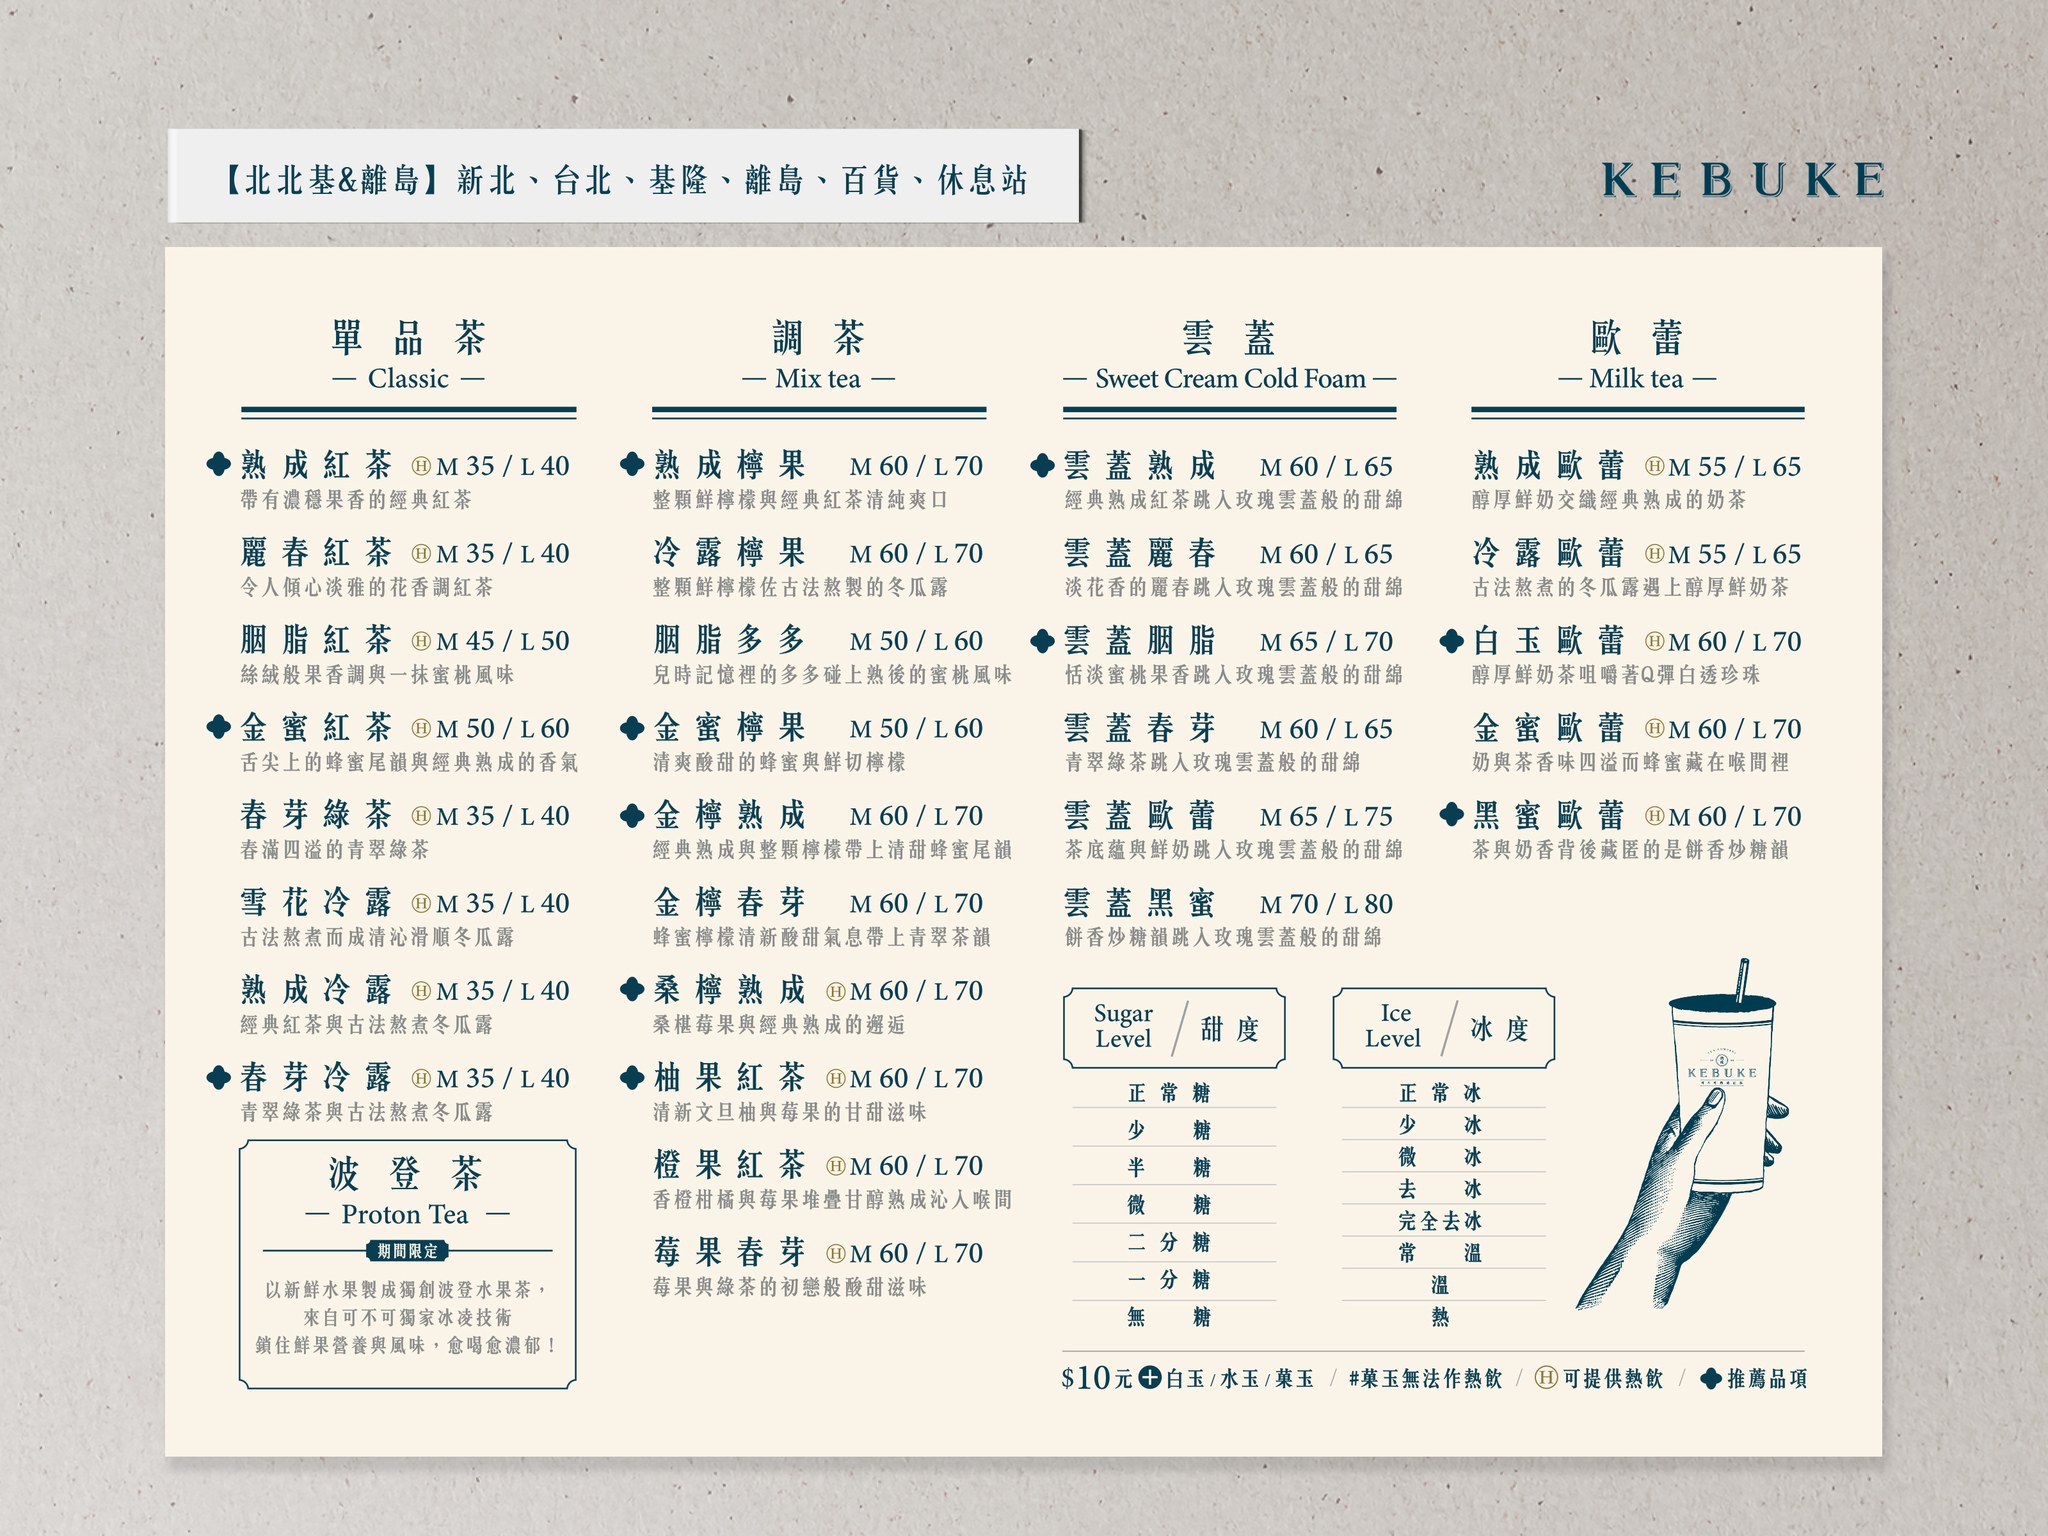 【北北基&離島】新北、台北、基隆、離島、百貨、休息站
KEBUKE
單品茶
Classic
熟成紅茶 Ⓗ M 35 / L 40
帶有濃穩果香的經典紅茶
麗春紅茶 Ⓗ M 35 / L 40
令人傾心淡雅的花香調紅茶
胭脂紅茶 Ⓗ M 45 / L 50
絲絨般果香調與一抹蜜桃風味
金蜜紅茶 Ⓗ M 50 / L 60
舌尖上的蜂蜜尾韻與經典熟成的香氣
春芽綠茶 Ⓗ M 35 / L 40
春滿四溢的青翠綠茶
雪花冷露 Ⓗ M 35 / L 40
古法熬煮而成清沁滑順冬瓜露
熟成冷露 Ⓗ M 35 / L 40
經典紅茶與古法熬煮冬瓜露
春芽冷露 Ⓗ M 35 / L 40
青翠綠茶與古法熬煮冬瓜露
波登茶
Proton Tea
期間限定
以新鮮水果製成獨創波登水果茶，
來自可不可獨家冰凌技術
鎖住鮮果營養與風味，愈喝愈濃郁！
調茶
Mix tea
熟成檸果 M 60 / L 70
整顆鮮檸檬與經典紅茶清純爽口
冷露檸果 M 60 / L 70
整顆鮮檸檬佐古法熬製的冬瓜露
胭脂多多 M 50 / L 60
兒時記憶裡的多多碰上熟後的蜜桃風味
金蜜檸果 M 50 / L 60
清爽酸甜的蜂蜜與鮮切檸檬
金檸熟成 M 60 / L 70
經典熟成與整顆檸檬帶上清甜蜂蜜尾韻
金檸春芽 M 60 / L 70
蜂蜜檸檬清新酸甜氣息帶上青翠茶韻
桑檸熟成 Ⓗ M 60 / L 70
桑椹莓果與經典熟成的邂逅
柚果紅茶 Ⓗ M 60 / L 70
清新文旦柚與莓果的甘甜滋味
橙果紅茶 Ⓗ M 60 / L 70
香橙柑橘與莓果堆疊甘醇熟成沁入喉間
莓果春芽 Ⓗ M 60 / L 70
莓果與綠茶的初戀般酸甜滋味
雲蓋
Sweet Cream Cold Foam
雲蓋熟成 M 60 / L 65
經典熟成紅茶跳入玫瑰雲蓋般的甜綿
雲蓋麗春 M 60 / L 65
淡花香的麗春跳入玫瑰雲蓋般的甜綿
雲蓋胭脂 M 65 / L 70
恬淡蜜桃果香跳入玫瑰雲蓋般的甜綿
雲蓋春芽 M 60 / L 65
青翠綠茶跳入玫瑰雲蓋般的甜綿
雲蓋歐蕾 M 65 / L 75
茶底蘊與鮮奶跳入玫瑰雲蓋般的甜綿
雲蓋黑蜜 M 70 / L 80
餅香炒糖韻跳入玫瑰雲蓋般的甜綿
歐蕾
Milk tea
熟成歐蕾 Ⓗ M 55 / L 65
醇厚鮮奶交織經典熟成的奶茶
冷露歐蕾 Ⓗ M 55 / L 65
古法熬煮的冬瓜露遇上醇厚鮮奶茶
白玉歐蕾 Ⓗ M 60 / L 70
醇厚鮮奶茶咀嚼著Q彈白透珍珠
金蜜歐蕾 Ⓗ M 60 / L 70
奶與茶香味四溢而蜂蜜藏在喉間裡
黑蜜歐蕾 Ⓗ M 60 / L 70
茶與奶香背後藏匿的是餅香炒糖韻
Sugar Level / 甜度
正常糖
少糖
半糖
微糖
二分糖
一分糖
無糖
Ice Level / 冰度
正常冰
少冰
微冰
去冰
完全去冰
常溫
溫
熱
KEBUKE
$10元 ⊕ 白玉 / 水玉 / 菓玉 / #菓玉無法作熱飲 / Ⓗ可提供熱飲 / 推薦品項